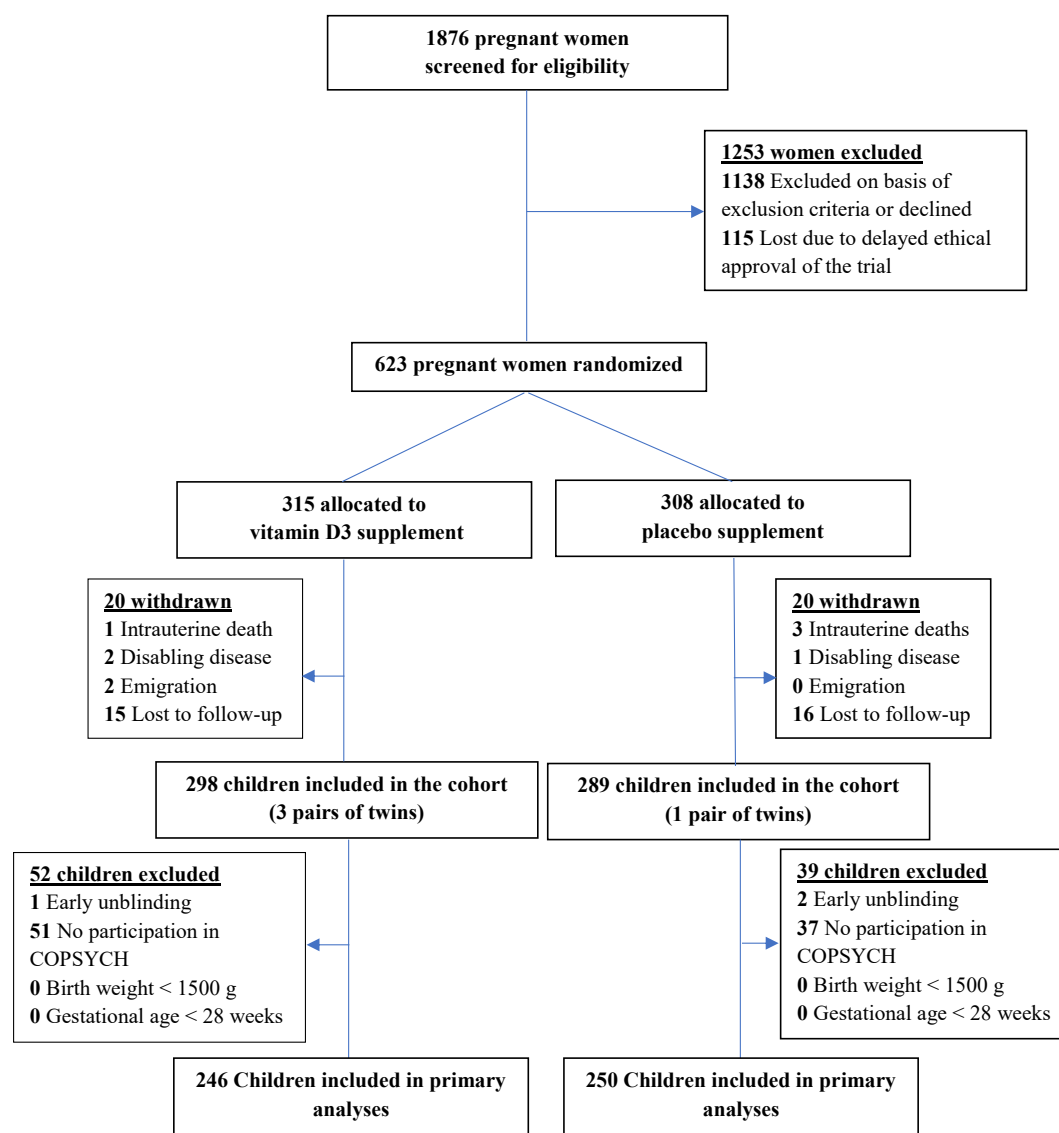 1876 pregnant women
screened for eligibility
1253 women excluded
1138 Excluded on basis of
exclusion criteria or declined
115 Lost due to delayed ethical
approval of the trial
623 pregnant women randomized
315 allocated to
vitamin D3 supplement
308 allocated to
placebo supplement
20 withdrawn
1 Intrauterine death
2 Disabling disease
2 Emigration
15 Lost to follow-up
20 withdrawn
3 Intrauterine deaths
1 Disabling disease
0 Emigration
16 Lost to follow-up
298 children included in the cohort
(3 pairs of twins)
289 children included in the cohort
(1 pair of twins)
52 children excluded
1 Early unblinding
51 No participation in
COPSYCH
0 Birth weight < 1500 g
0 Gestational age < 28 weeks
39 children excluded
2 Early unblinding
37 No participation in
COPSYCH
0 Birth weight < 1500 g
0 Gestational age < 28 weeks
246 Children included in primary
analyses
250 Children included in primary
analyses